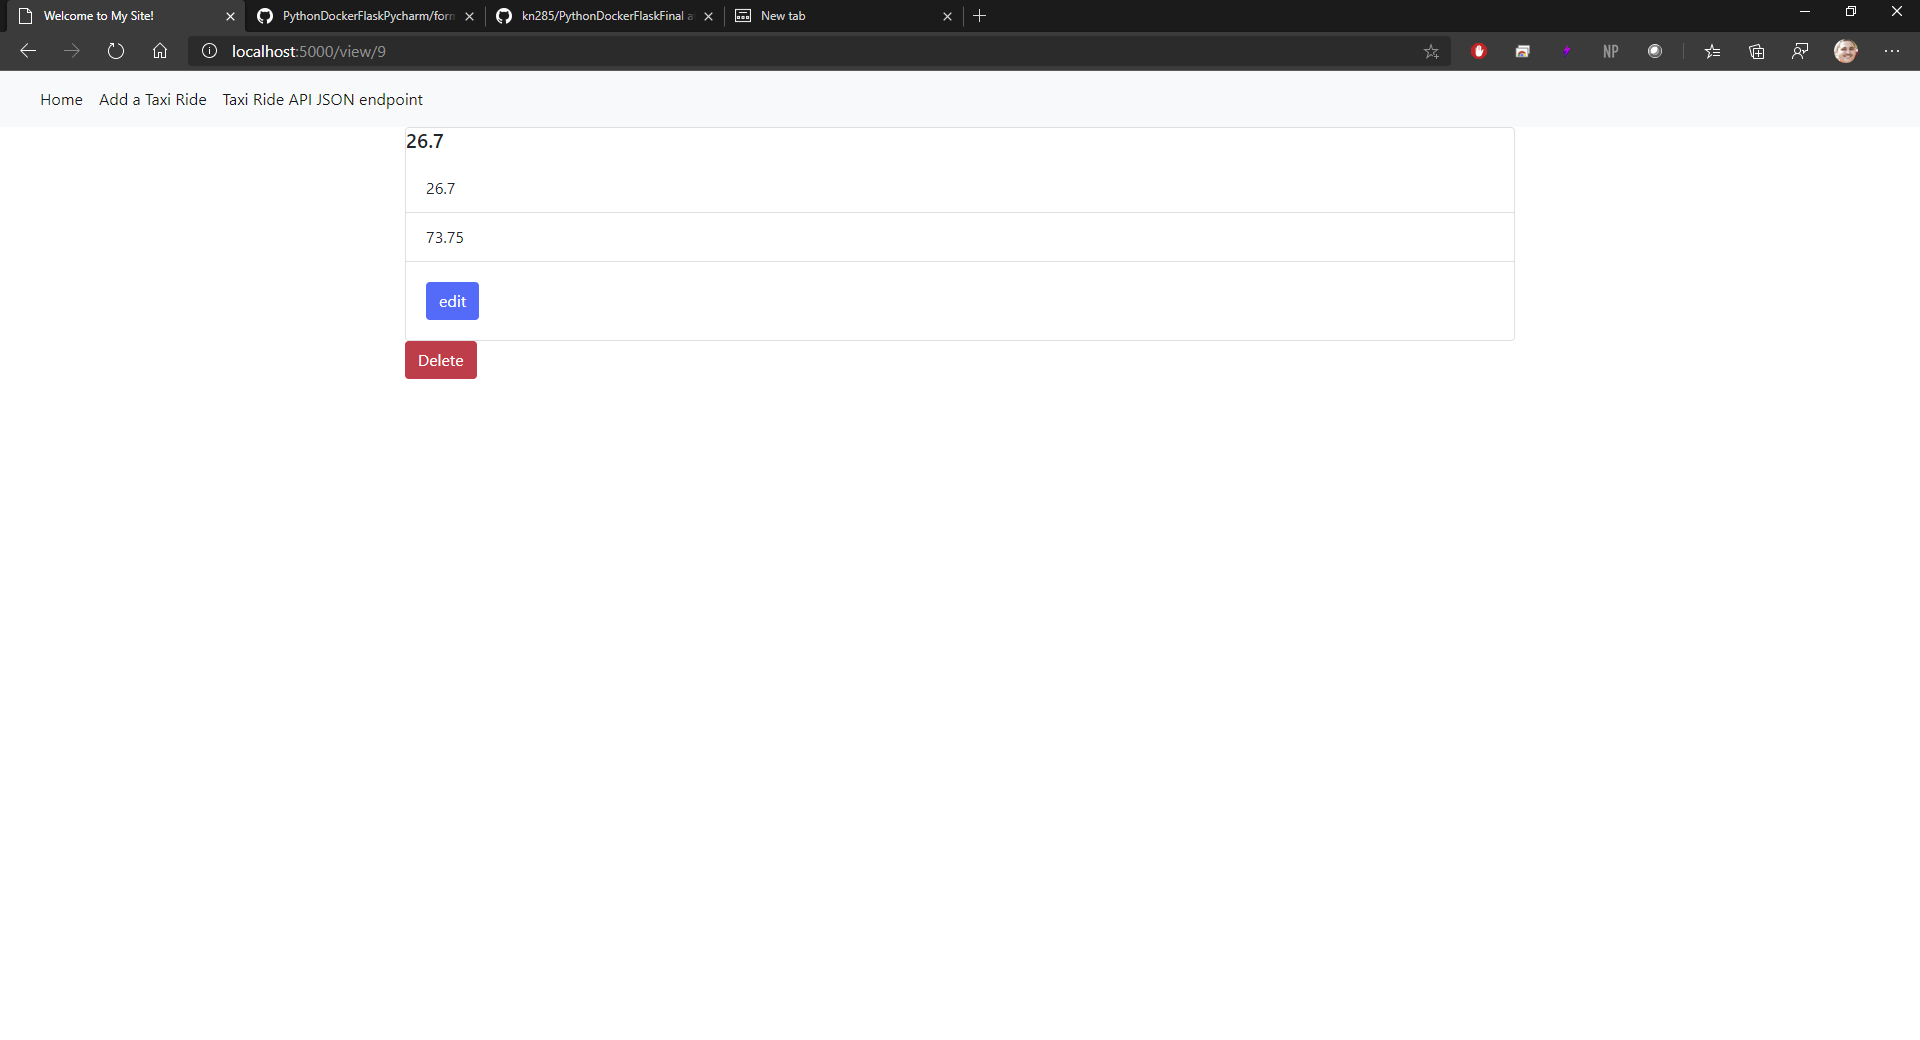 Welcome to My Site!
PythonDockerFlaskPycharm/forn
kn285/PythonDockerFlaskFinal a
New tab
localhost:5000/view/9
NP
Home Add a Taxi Ride Taxi Ride API JSON endpoint
26.7
26.7
73.75
edit
Delete